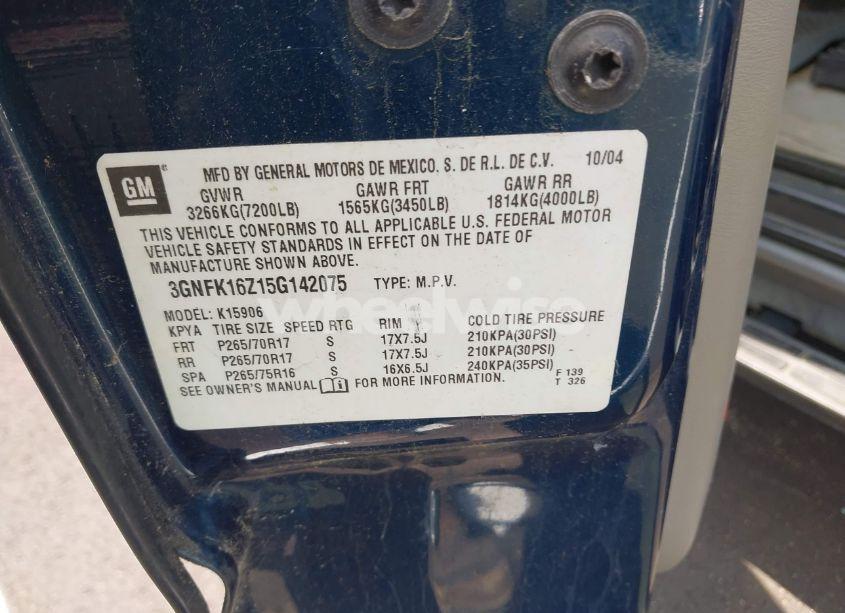 GM ® MFD BY GENERAL MOTORS DE MEXICO, S. DE R.L. DE C.V. 10/04
GVWR GAWR FRT GAWR RR
3266KG(7200LB) 1565KG(3450LB) 1814KG(4000LB)
THIS VEHICLE CONFORMS TO ALL APPLICABLE U.S. FEDERAL MOTOR
VEHICLE SAFETY STANDARDS IN EFFECT ON THE DATE OF
MANUFACTURE SHOWN ABOVE.
3GNFK16Z15G142075 TYPE: M.P.V.
wheelwise
MODEL: K15906
KPYA TIRE SIZE SPEED RTG RIM COLD TIRE PRESSURE
FRT P265/70R17 S 17X7.5J 210KPA(30PSI)
RR P265/70R17 S 17X7.5J 210KPA(30PSI)
SPA P265/75R16 S 16X6.5J 240KPA(35PSI)
SEE OWNER'S MANUAL FOR MORE INFORMATION.
F 139
T 326